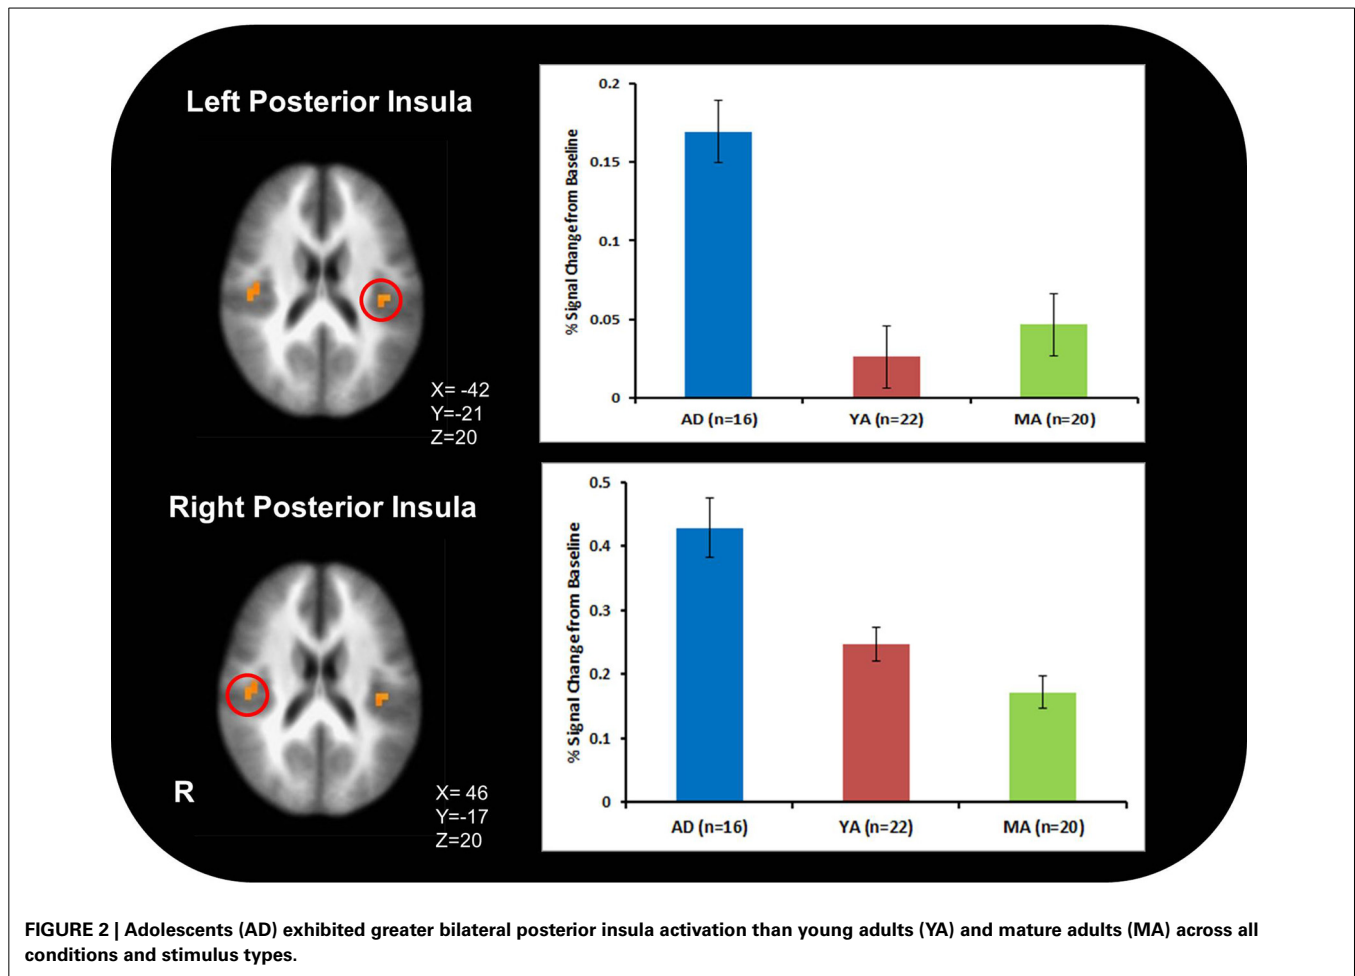 Left Posterior Insula
X= -42
Y=-21
Z=20
% Signal Change from Baseline
0.2
0.15
0.1
0.05
0
AD (n=16)
YA (n=22)
MA (n=20)
Right Posterior Insula
R
X= 46
Y=-17
Z=20
% Signal Change from Baseline
0.5
0.4
0.3
0.2
0.1
0
AD (n=16)
YA (n=22)
MA (n=20)
FIGURE 2 | Adolescents (AD) exhibited greater bilateral posterior insula activation than young adults (YA) and mature adults (MA) across all
conditions and stimulus types.